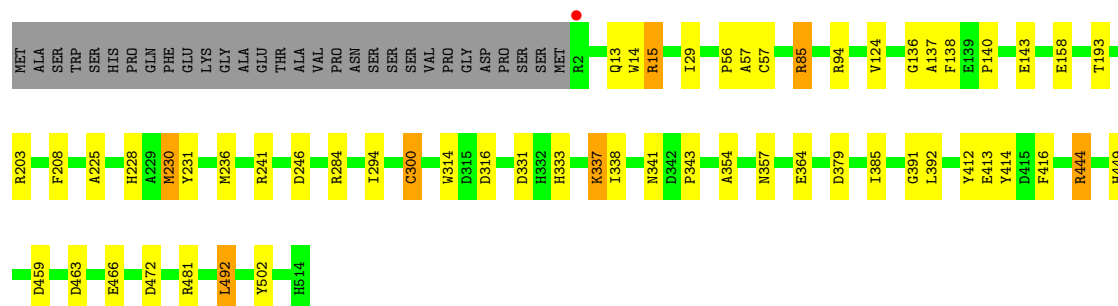 MET ALA SER TRP SER HIS PRO GLN PHE GLU LYS GLY ALA GLU THR ALA VAL PRO ASN SER SER SER VAL PRO GLY ASP PRO SER SER MET R2 Q13 W14 R15 I29 P56 A57 C57 R85 R94 V124 G136 A137 F138 E139 P140 E143 E158 T193
R203 F208 A225 H228 A229 M230 Y231 M236 R241 D246 R284 I294 C300 W314 D315 D316 D331 H332 H333 K337 I338 N341 D342 P343 A354 N357 E364 D379 I385 G391 L392 Y412 E413 Y414 D415 F416 R444 H449
D459 D463 E466 D472 R481 L492 Y502 H514